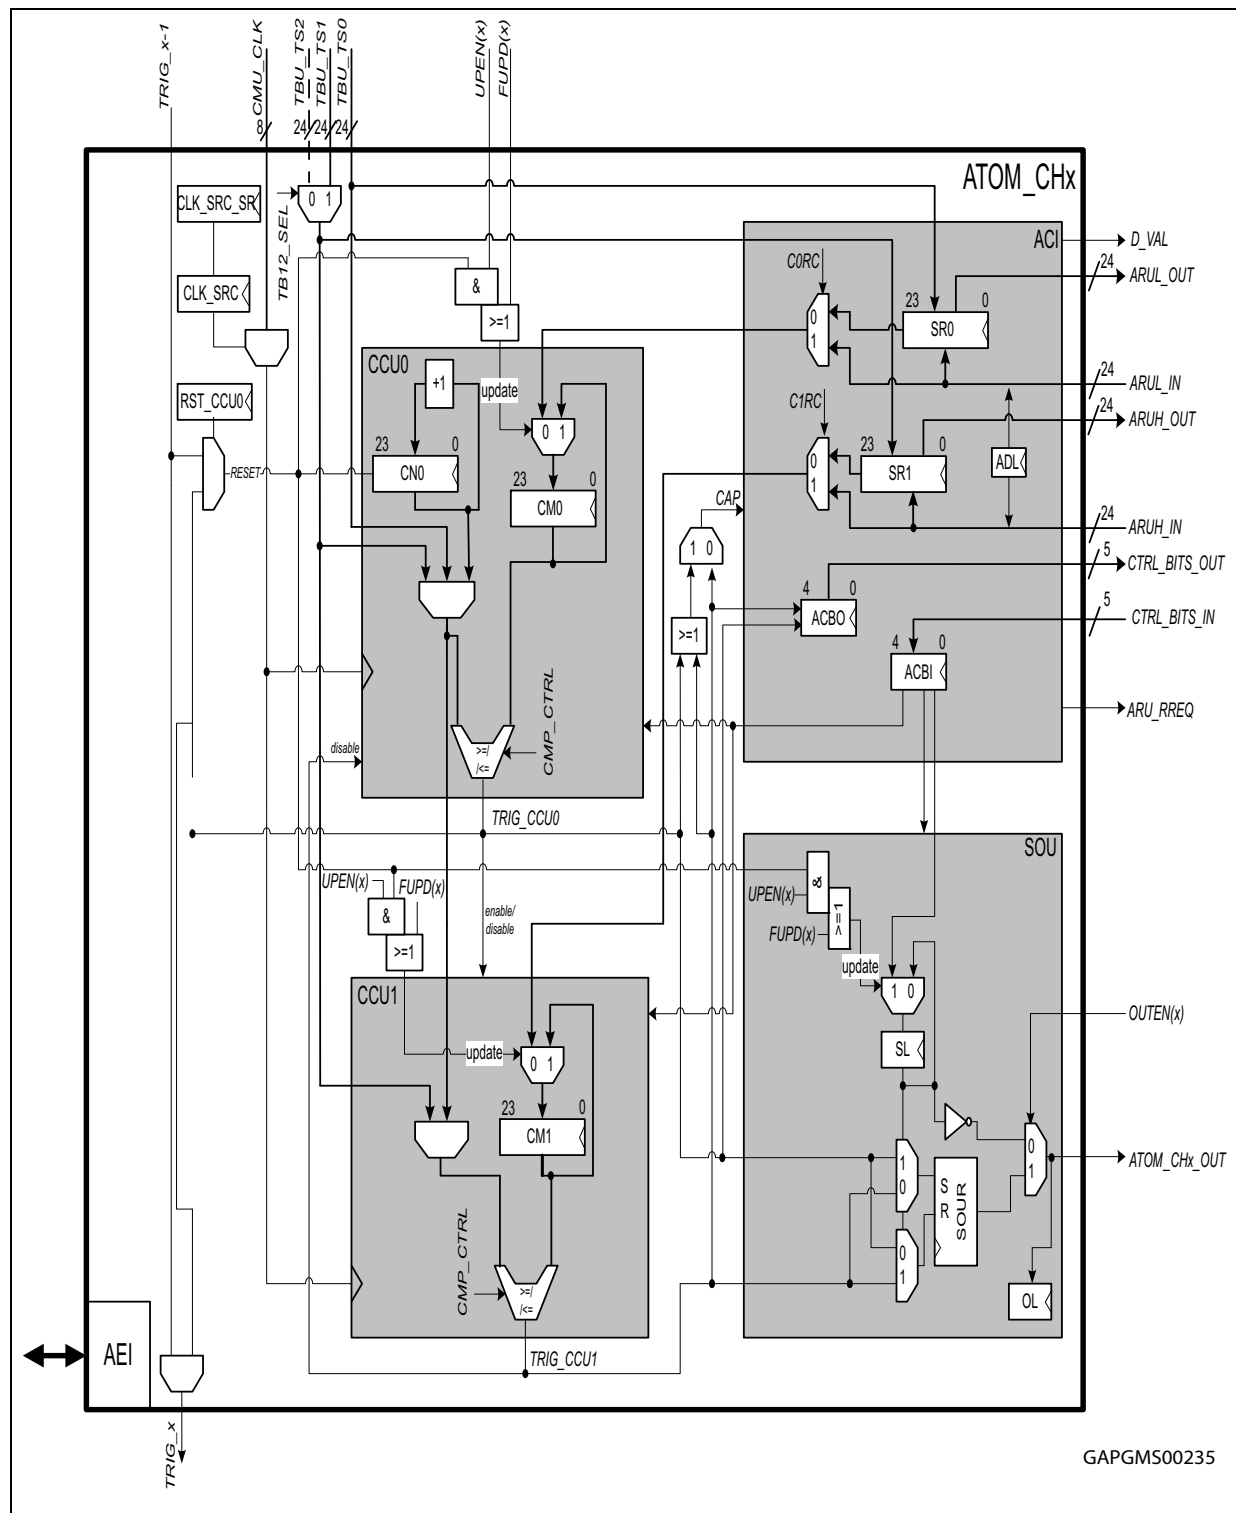 TRIG_x-1
CMU_CLK
TBU_TS2
TBU_TS1
TBU_TS0
UPEN(x)
FUPD(x)
8
24
24
24
ATOM_CHx
CLK_SRC_SR
0 1
TB12_SEL
CLK_SRC
&
>=1
ACI
D_VAL
C0RC
24
ARUL_OUT
23
0
SR0
0
1
24
ARUL_IN
CCU0
+1
update
RST_CCU0
0 1
C1RC
24
ARUH_OUT
23
0
SR1
0
1
ADL
RESET
23
0
CN0
23
0
CM0
CAP
24
ARUH_IN
1 0
5
CTRL_BITS_OUT
4
0
ACBO
>=1
5
CTRL_BITS_IN
4
0
ACBI
ARU_RREQ
disable
>=/
/<=
CMP_CTRL
TRIG_CCU0
SOU
UPEN(x)
FUPD(x)
&
>=1
enable/
disable
&
UPEN(x)
>=1
FUPD(x)
update
1 0
CCU1
SL
OUTEN(x)
update
0 1
23
0
CM1
1
0
0
1
S
R
SOUR
0
1
ATOM_CHx_OUT
CMP_CTRL
>=/
/<=
OL
TRIG_CCU1
AEI
TRIG_x
GAPGMS00235